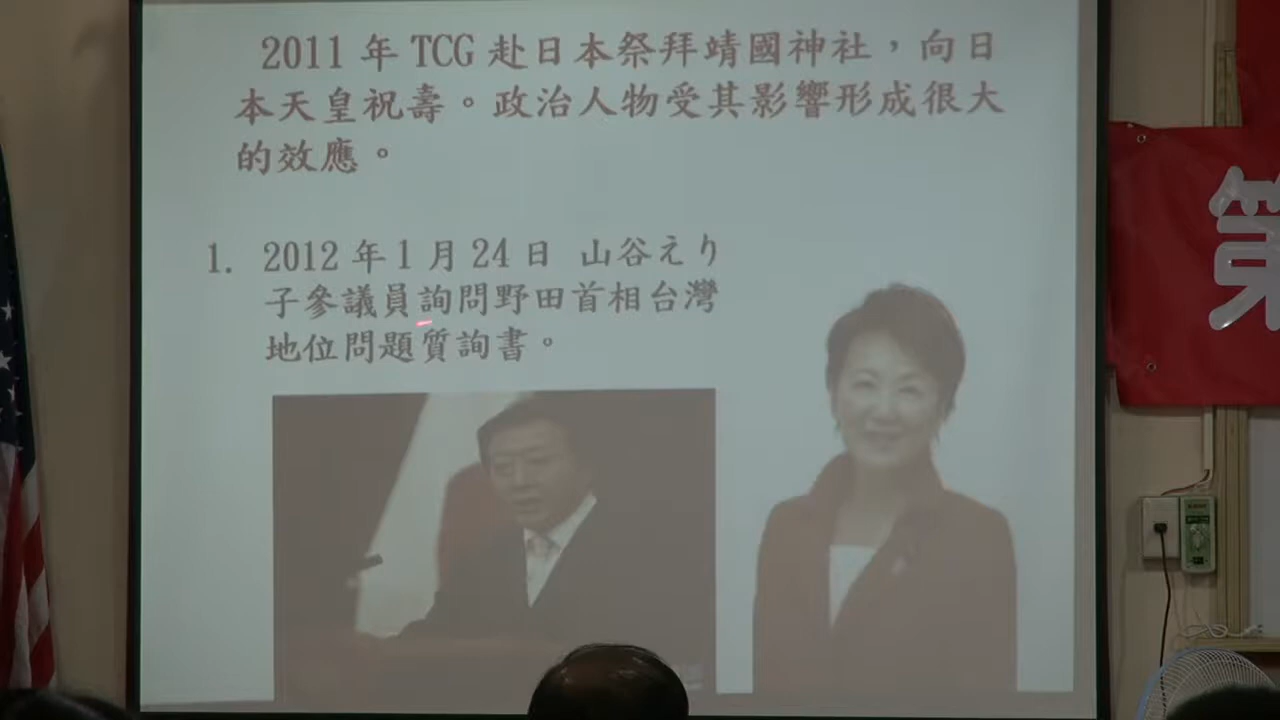 2011 年 TCG 赴日本祭拜靖國神社，向日
本天皇祝壽。政治人物受其影響形成很大
的效應。
1. 2012 年 1 月 24 日 山谷えり
子參議員詢問野田首相台灣
地位問題質詢書。
第